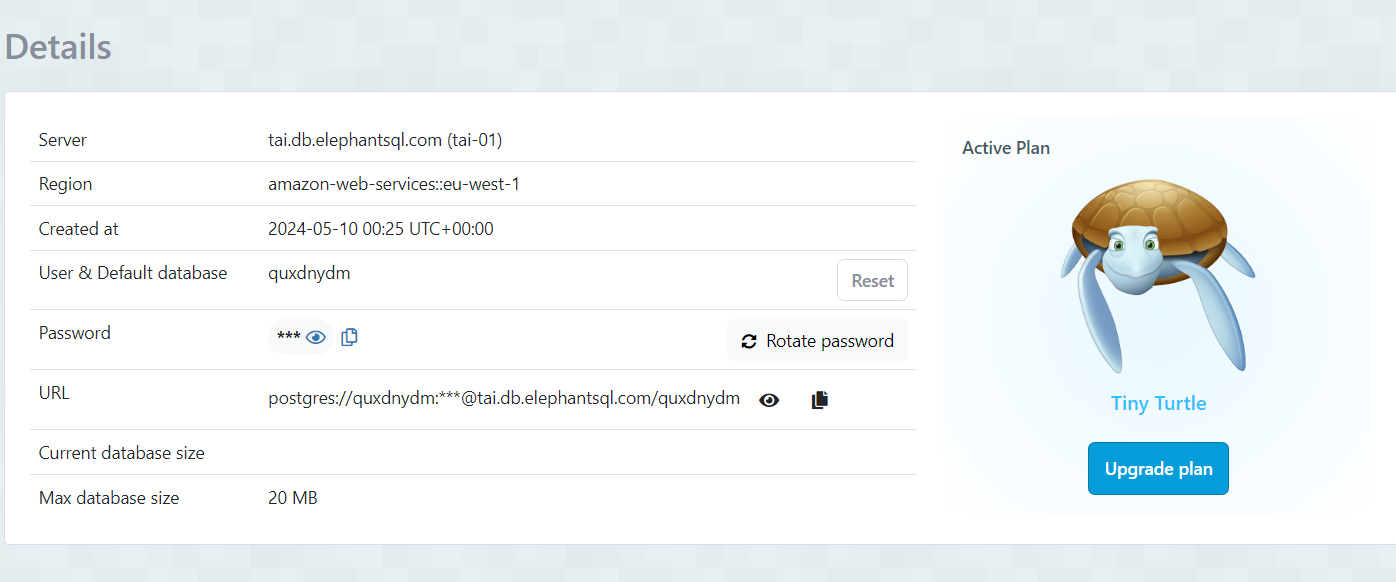 Details
Server tai.db.elephantsql.com (tai-01)
Region amazon-web-services::eu-west-1
Created at 2024-05-10 00:25 UTC+00:00
User & Default database quxdnydm Reset
Password *** Rotate password
URL postgres://quxdnydm:***@tai.db.elephantsql.com/quxdnydm
Current database size
Max database size 20 MB
Active Plan
Tiny Turtle
Upgrade plan